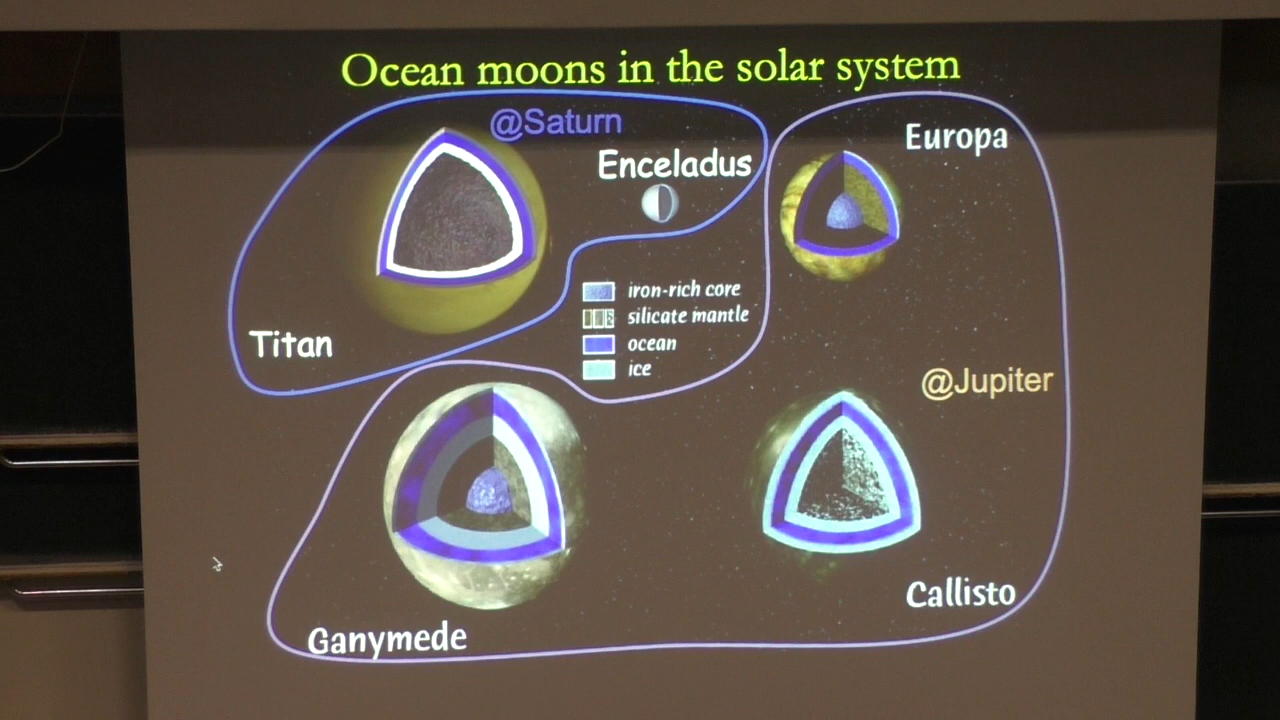 Ocean moons in the solar system
@Saturn
Enceladus
Europa
Titan
iron-rich core
silicate mantle
ocean
ice
@Jupiter
Ganymede
Callisto